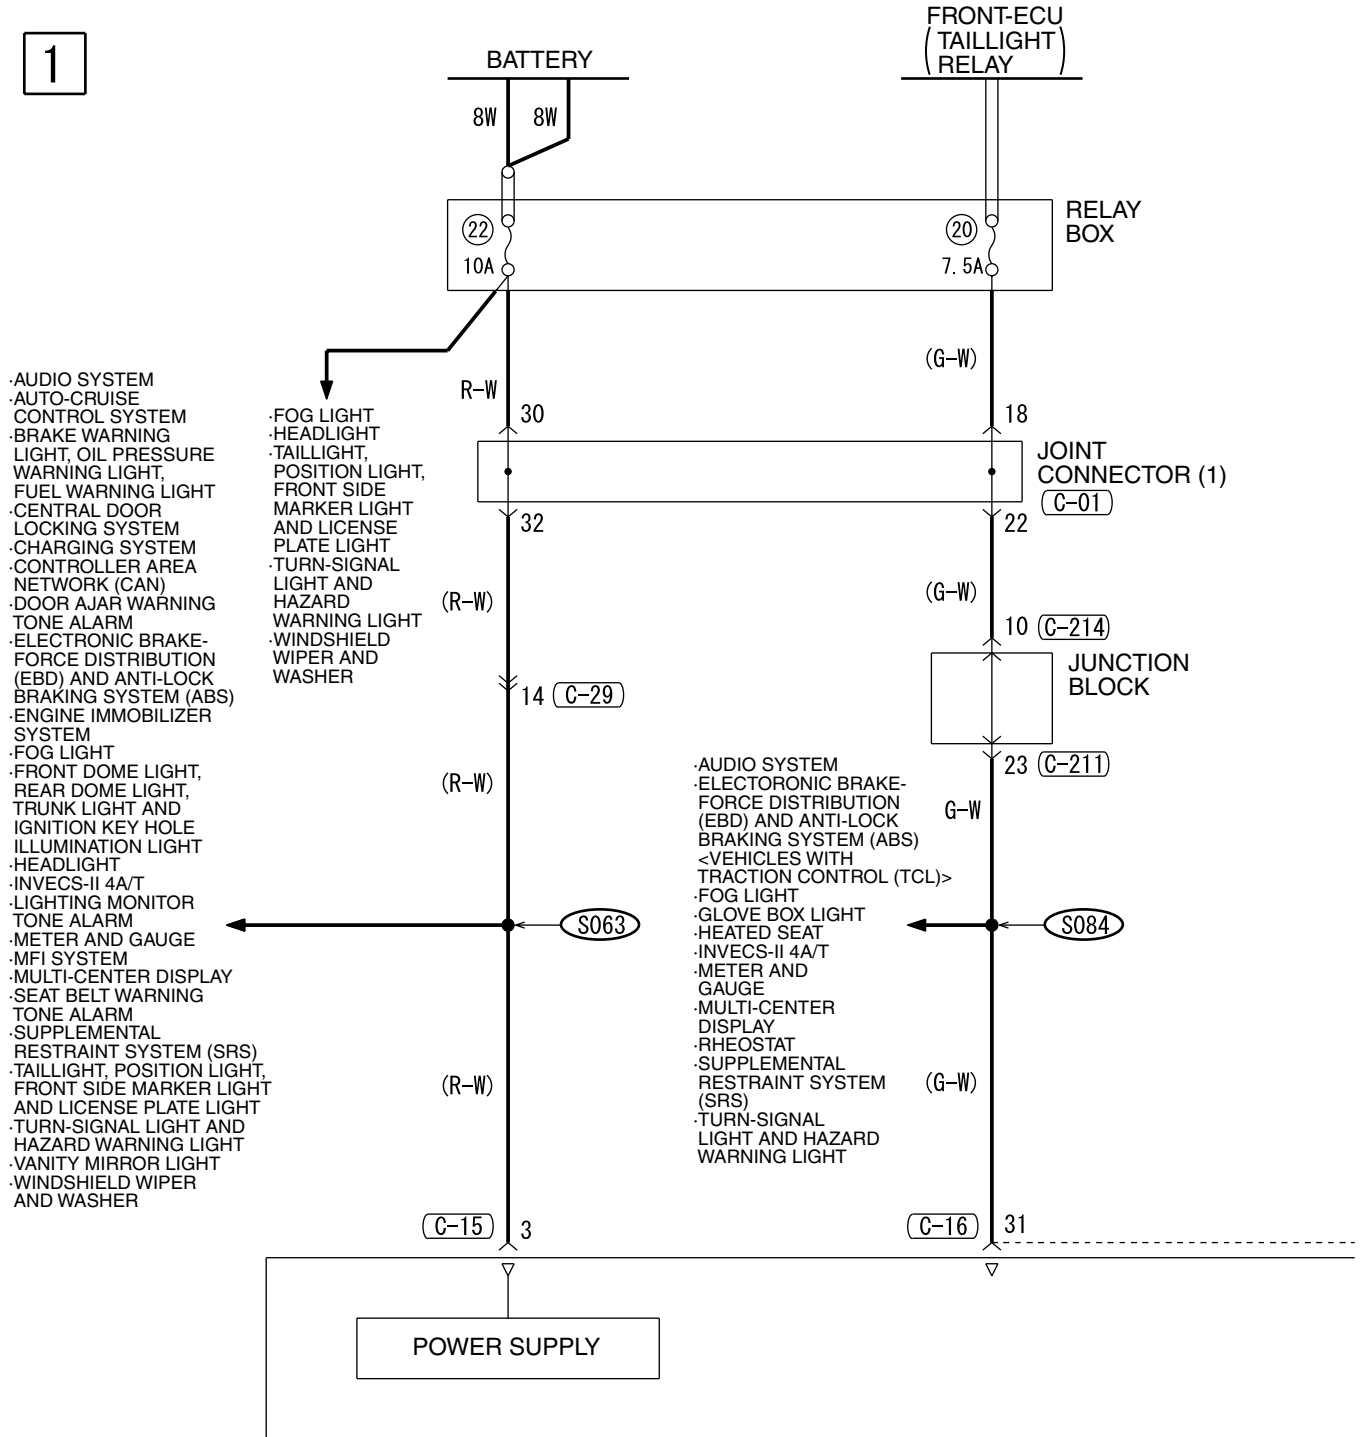 1
BATTERY
FRONT-ECU
(TAILLIGHT
RELAY)
8W
8W
RELAY
BOX
22
10A
20
7.5A
R-W
(G-W)
30
18
JOINT
CONNECTOR (1)
C-01
32
22
(R-W)
(G-W)
10
C-214
JUNCTION
BLOCK
14
C-29
23
C-211
(R-W)
G-W
·AUDIO SYSTEM
·AUTO-CRUISE
CONTROL SYSTEM
·BRAKE WARNING
LIGHT, OIL PRESSURE
WARNING LIGHT,
FUEL WARNING LIGHT
·CENTRAL DOOR
LOCKING SYSTEM
·CHARGING SYSTEM
·CONTROLLER AREA
NETWORK (CAN)
·DOOR AJAR WARNING
TONE ALARM
·ELECTRONIC BRAKE-
FORCE DISTRIBUTION
(EBD) AND ANTI-LOCK
BRAKING SYSTEM (ABS)
·ENGINE IMMOBILIZER
SYSTEM
·FOG LIGHT
·FRONT DOME LIGHT,
REAR DOME LIGHT,
TRUNK LIGHT AND
IGNITION KEY HOLE
ILLUMINATION LIGHT
·HEADLIGHT
·INVECS-II 4A/T
·LIGHTING MONITOR
TONE ALARM
·METER AND GAUGE
·MFI SYSTEM
·MULTI-CENTER DISPLAY
·SEAT BELT WARNING
TONE ALARM
·SUPPLEMENTAL
RESTRAINT SYSTEM (SRS)
·TAILLIGHT, POSITION LIGHT,
FRONT SIDE MARKER LIGHT
AND LICENSE PLATE LIGHT
·TURN-SIGNAL LIGHT AND
HAZARD WARNING LIGHT
·VANITY MIRROR LIGHT
·WINDSHIELD WIPER
AND WASHER
·FOG LIGHT
·HEADLIGHT
·TAILLIGHT,
POSITION LIGHT,
FRONT SIDE
MARKER LIGHT
AND LICENSE
PLATE LIGHT
·TURN-SIGNAL
LIGHT AND
HAZARD
WARNING LIGHT
·WINDSHIELD
WIPER AND
WASHER
·AUDIO SYSTEM
·ELECTORONIC BRAKE-
FORCE DISTRIBUTION
(EBD) AND ANTI-LOCK
BRAKING SYSTEM (ABS)
<VEHICLES WITH
TRACTION CONTROL (TCL)>
·FOG LIGHT
·GLOVE BOX LIGHT
·HEATED SEAT
·INVECS-II 4A/T
·METER AND
GAUGE
·MULTI-CENTER
DISPLAY
·RHEOSTAT
·SUPPLEMENTAL
RESTRAINT SYSTEM
(SRS)
·TURN-SIGNAL
LIGHT AND HAZARD
WARNING LIGHT
S063
S084
(R-W)
(G-W)
C-15
3
C-16
31
POWER SUPPLY